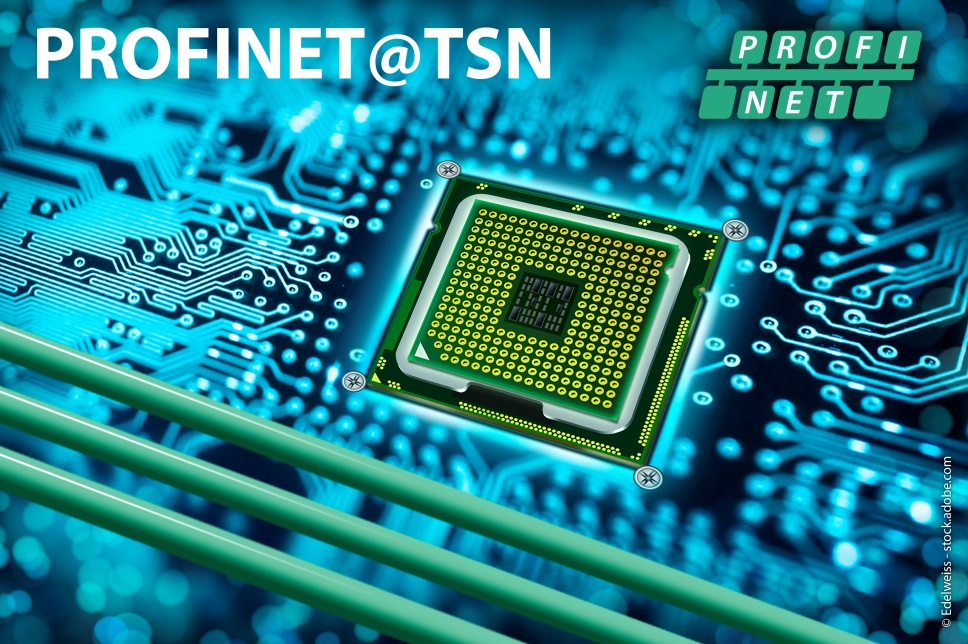 PROFINET@TSN
PROFI
NET
© Edelweiss - stock.adobe.com